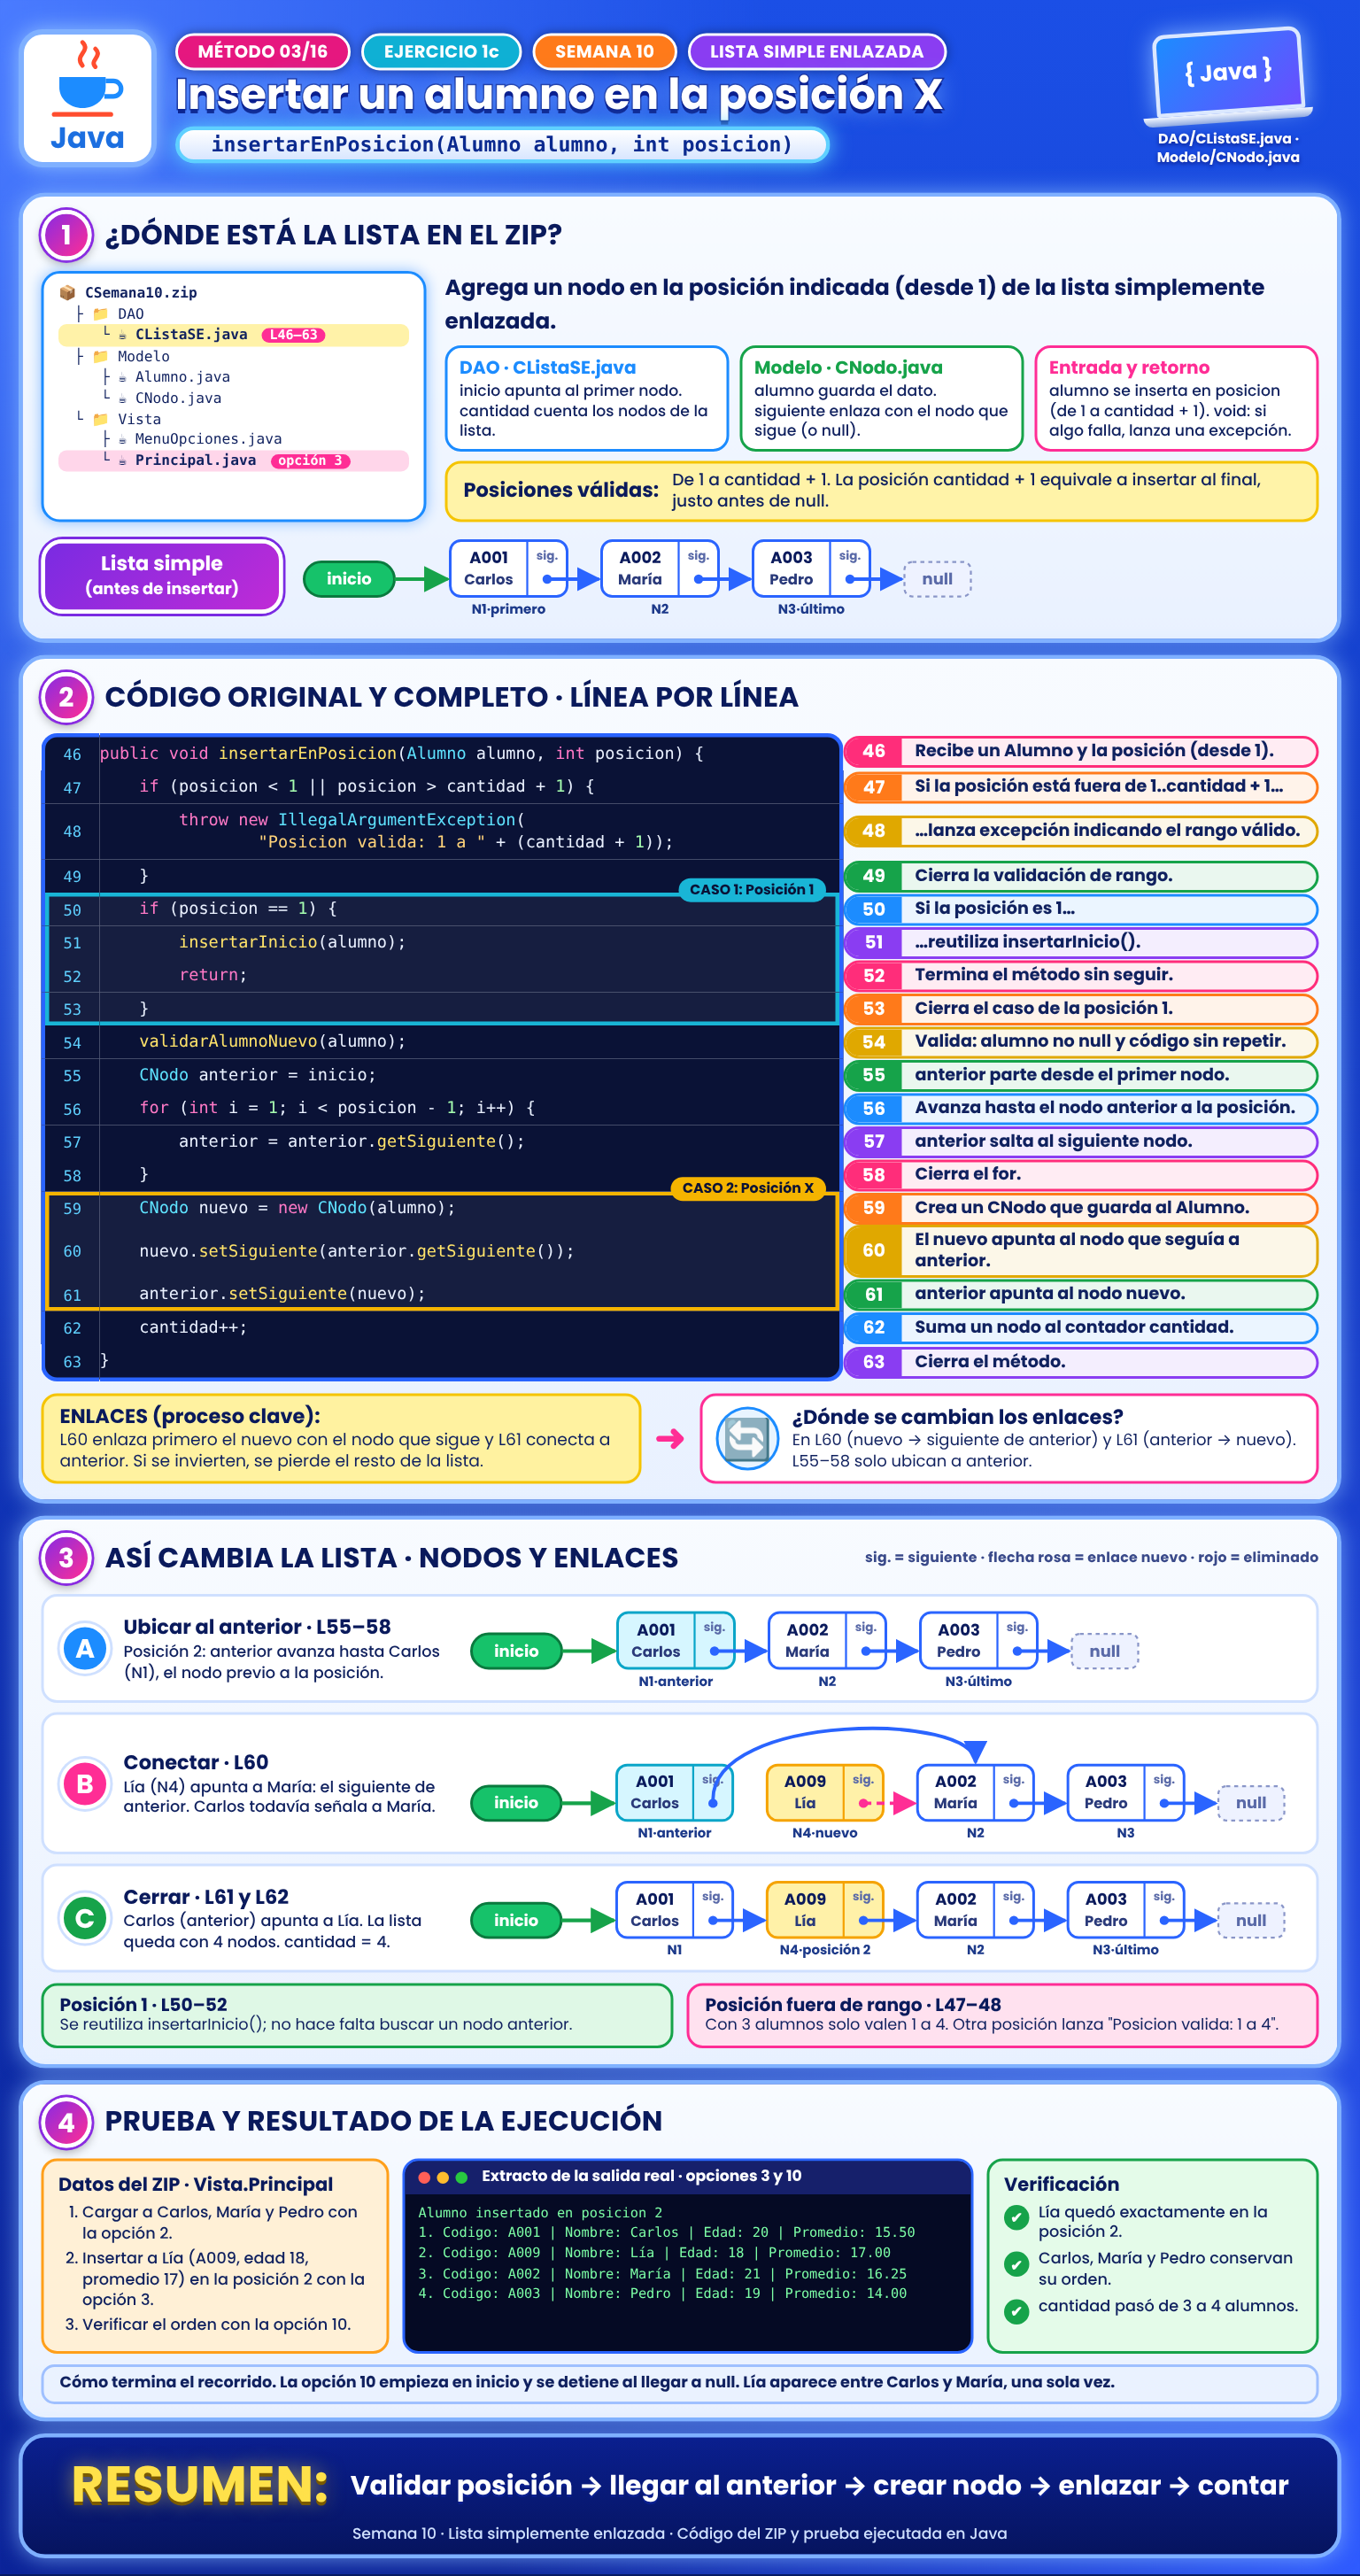 Java
MÉTODO 03/16
EJERCICIO 1c
SEMANA 10
LISTA SIMPLE ENLAZADA
Insertar un alumno en la posición X
insertarEnPosicion(Alumno alumno, int posicion)
{ Java }
DAO/CListaSE.java ·
Modelo/CNodo.java
1 ¿DÓNDE ESTÁ LA LISTA EN EL ZIP?
CSemana10.zip
DAO
CListaSE.java L46–63
Modelo
Alumno.java
CNodo.java
Vista
MenuOpciones.java
Principal.java opción 3
Agrega un nodo en la posición indicada (desde 1) de la lista simplemente
enlazada.
DAO · CListaSE.java
inicio apunta al primer nodo.
cantidad cuenta los nodos de la
lista.
Modelo · CNodo.java
alumno guarda el dato.
siguiente enlaza con el nodo que
sigue (o null).
Entrada y retorno
alumno se inserta en posicion
(de 1 a cantidad + 1). void: si
algo falla, lanza una excepción.
Posiciones válidas:
De 1 a cantidad + 1. La posición cantidad + 1 equivale a insertar al final,
justo antes de null.
Lista simple
(antes de insertar)
inicio
A001 sig.
Carlos
N1·primero
A002 sig.
María
N2
A003 sig.
Pedro
N3·último
null
2 CÓDIGO ORIGINAL Y COMPLETO · LÍNEA POR LÍNEA
46 public void insertarEnPosicion(Alumno alumno, int posicion) {
47 if (posicion < 1 || posicion > cantidad + 1) {
48 throw new IllegalArgumentException(
"Posicion valida: 1 a " + (cantidad + 1));
49 }
CASO 1: Posición 1
50 if (posicion == 1) {
51 insertarInicio(alumno);
52 return;
53 }
54 validarAlumnoNuevo(alumno);
55 CNodo anterior = inicio;
56 for (int i = 1; i < posicion - 1; i++) {
57 anterior = anterior.getSiguiente();
58 }
CASO 2: Posición X
59 CNodo nuevo = new CNodo(alumno);
60 nuevo.setSiguiente(anterior.getSiguiente());
61 anterior.setSiguiente(nuevo);
62 cantidad++;
63 }
46 Recibe un Alumno y la posición (desde 1).
47 Si la posición está fuera de 1..cantidad + 1...
48 ...lanza excepción indicando el rango válido.
49 Cierra la validación de rango.
50 Si la posición es 1...
51 ...reutiliza insertarInicio().
52 Termina el método sin seguir.
53 Cierra el caso de la posición 1.
54 Valida: alumno no null y código sin repetir.
55 anterior parte desde el primer nodo.
56 Avanza hasta el nodo anterior a la posición.
57 anterior salta al siguiente nodo.
58 Cierra el for.
59 Crea un CNodo que guarda al Alumno.
60 El nuevo apunta al nodo que seguía a
anterior.
61 anterior apunta al nodo nuevo.
62 Suma un nodo al contador cantidad.
63 Cierra el método.
ENLACES (proceso clave):
L60 enlaza primero el nuevo con el nodo que sigue y L61 conecta a
anterior. Si se invierten, se pierde el resto de la lista.
➜
¿Dónde se cambian los enlaces?
En L60 (nuevo → siguiente de anterior) y L61 (anterior → nuevo).
L55–58 solo ubican a anterior.
3 ASÍ CAMBIA LA LISTA · NODOS Y ENLACES
sig. = siguiente · flecha rosa = enlace nuevo · rojo = eliminado
A
Ubicar al anterior · L55–58
Posición 2: anterior avanza hasta Carlos
(N1), el nodo previo a la posición.
inicio
A001 sig.
Carlos
N1·anterior
A002 sig.
María
N2
A003 sig.
Pedro
N3·último
null
B
Conectar · L60
Lía (N4) apunta a María: el siguiente de
anterior. Carlos todavía señala a María.
inicio
A001 sig.
Carlos
N1·anterior
A009 sig.
Lía
N4·nuevo
A002 sig.
María
N2
A003 sig.
Pedro
N3
null
C
Cerrar · L61 y L62
Carlos (anterior) apunta a Lía. La lista
queda con 4 nodos. cantidad = 4.
inicio
A001 sig.
Carlos
N1
A009 sig.
Lía
N4·posición 2
A002 sig.
María
N2
A003 sig.
Pedro
N3·último
null
Posición 1 · L50–52
Se reutiliza insertarInicio(); no hace falta buscar un nodo anterior.
Posición fuera de rango · L47–48
Con 3 alumnos solo valen 1 a 4. Otra posición lanza "Posicion valida: 1 a 4".
4 PRUEBA Y RESULTADO DE LA EJECUCIÓN
Datos del ZIP · Vista.Principal
1. Cargar a Carlos, María y Pedro con
la opción 2.
2. Insertar a Lía (A009, edad 18,
promedio 17) en la posición 2 con la
opción 3.
3. Verificar el orden con la opción 10.
Extracto de la salida real · opciones 3 y 10
Alumno insertado en posicion 2
1. Codigo: A001 | Nombre: Carlos | Edad: 20 | Promedio: 15.50
2. Codigo: A009 | Nombre: Lía | Edad: 18 | Promedio: 17.00
3. Codigo: A002 | Nombre: María | Edad: 21 | Promedio: 16.25
4. Codigo: A003 | Nombre: Pedro | Edad: 19 | Promedio: 14.00
Verificación
✔ Lía quedó exactamente en la
posición 2.
✔ Carlos, María y Pedro conservan
su orden.
✔ cantidad pasó de 3 a 4 alumnos.
Cómo termina el recorrido. La opción 10 empieza en inicio y se detiene al llegar a null. Lía aparece entre Carlos y María, una sola vez.
RESUMEN: Validar posición → llegar al anterior → crear nodo → enlazar → contar
Semana 10 · Lista simplemente enlazada · Código del ZIP y prueba ejecutada en Java